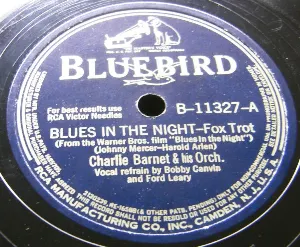 BLUEBIRD
For best results use
RCA Victor Needles
B-11327-A
BLUES IN THE NIGHT—Fox Trot
(From the Warner Bros. film "Blues in the Night")
(Johnny Mercer-Harold Arlen)
Charlie Barnet & his Orch.
Vocal refrain by Bobby Canvin
and Ford Leary
RCA MANUFACTURING CO., INC., CAMDEN, N. J., U. S. A.